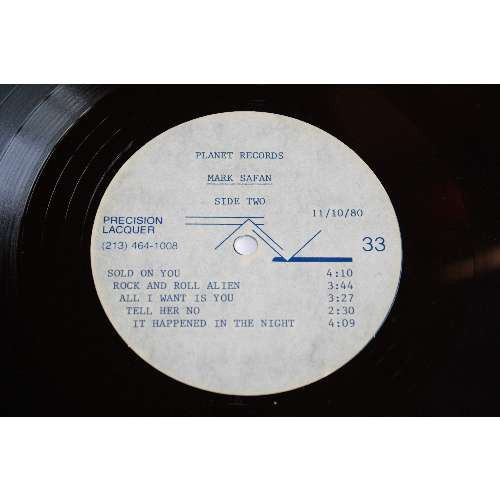 PLANET RECORDS
MARK SAFAN
SIDE TWO
11/10/80
PRECISION
LACQUER
(213) 464-1008
33
SOLD ON YOU 4:10
ROCK AND ROLL ALIEN 3:44
ALL I WANT IS YOU 3:27
TELL HER NO 2:30
IT HAPPENED IN THE NIGHT 4:09